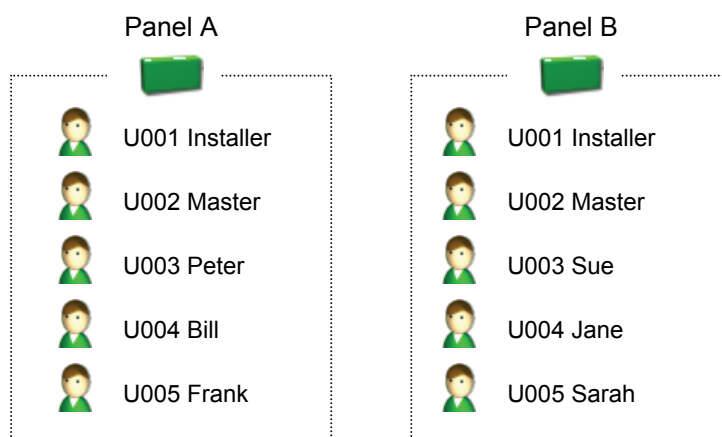 Panel A
Panel B
U001 Installer
U002 Master
U003 Peter
U004 Bill
U005 Frank
U001 Installer
U002 Master
U003 Sue
U004 Jane
U005 Sarah